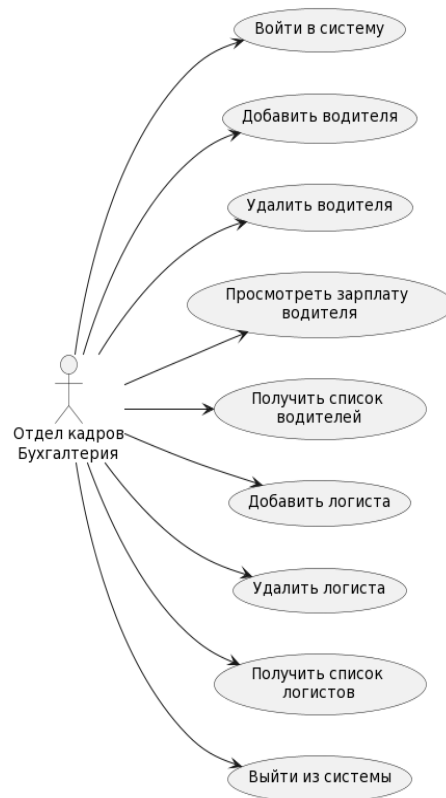 Войти в систему
Добавить водителя
Удалить водителя
Просмотреть зарплату
водителя
Получить список
водителей
Отдел кадров
Бухгалтерия
Добавить логиста
Удалить логиста
Получить список
логистов
Выйти из системы